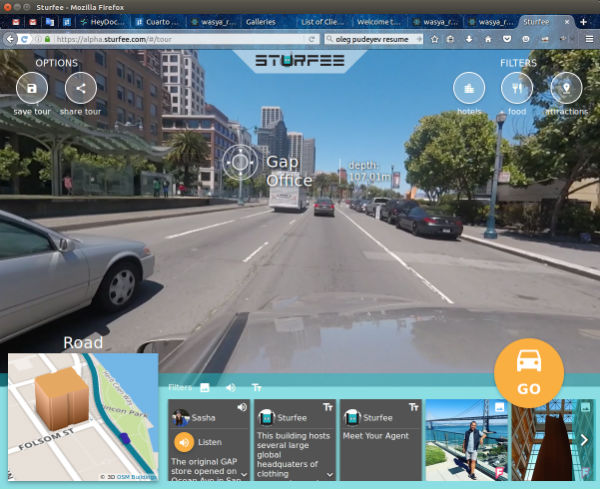 Sturfee - Mozilla Firefox
HeyDoc...
Cuarto ...
wasya_r...
Galleries
List of Clie...
Welcome t...
wasya_r...
wasya_r...
Sturfee
https://alpha.sturfee.com/#/tour
oleg pudeyev resume
OPTIONS
STURFEE
FILTERS
save tour
share tour
hotels
food
attractions
Gap
Office
depth:
107.01m
Road
FOLSOM ST
Rincon Park
© 3D OSM Buildings
Filters
GO
Sasha
Listen
The original GAP
store opened on
Ocean Ave in San
Sturfee
This building hosts
several large
global
headquaters of
clothing
Sturfee
Meet Your Agent